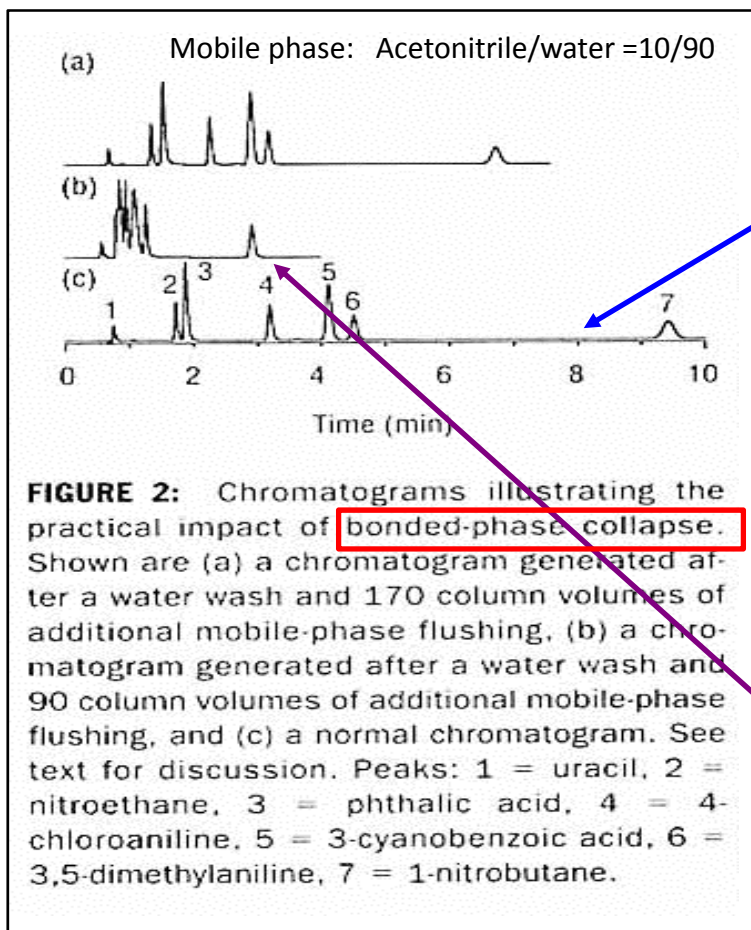 Mobile phase: Acetonitrile/water =10/90
(a)
(b)
(c)
1
2
3
4
5
6
7
0 2 4 6 8 10
Time (min)
FIGURE 2: Chromatograms illustrating the
practical impact of bonded-phase collapse.
Shown are (a) a chromatogram generated af-
ter a water wash and 170 column volumes of
additional mobile-phase flushing, (b) a chro-
matogram generated after a water wash and
90 column volumes of additional mobile-phase
flushing, and (c) a normal chromatogram. See
text for discussion. Peaks: 1 = uracil, 2 =
nitroethane, 3 = phthalic acid, 4 = 4-
chloroaniline, 5 = 3-cyanobenzoic acid, 6 =
3,5-dimethylaniline, 7 = 1-nitrobutane.